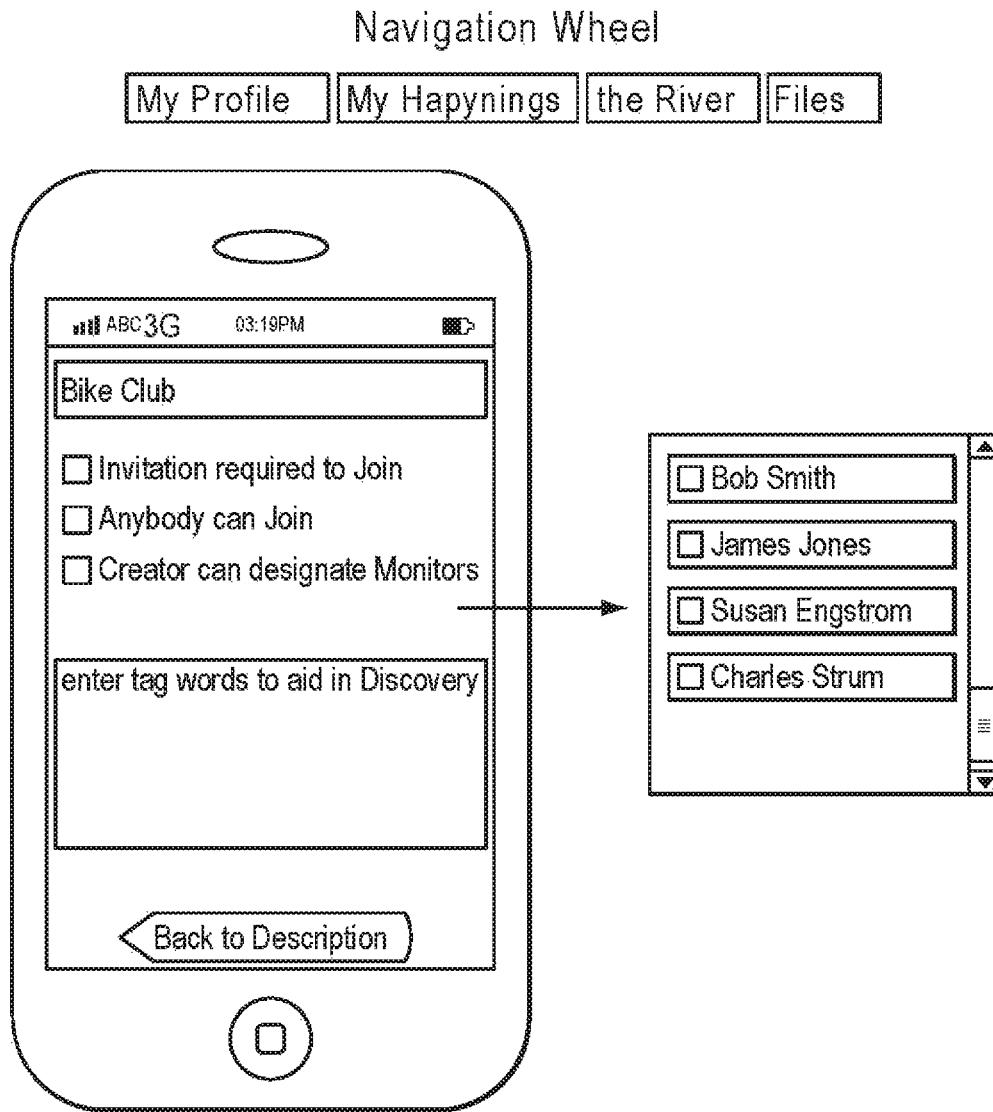 Navigation Wheel
My Profile My Hapynings the River Files
ABC 3G 03:19PM
Bike Club
Invitation required to Join
Anybody can Join
Creator can designate Monitors
enter tag words to aid in Discovery
Back to Description
Bob Smith
James Jones
Susan Engstrom
Charles Strum